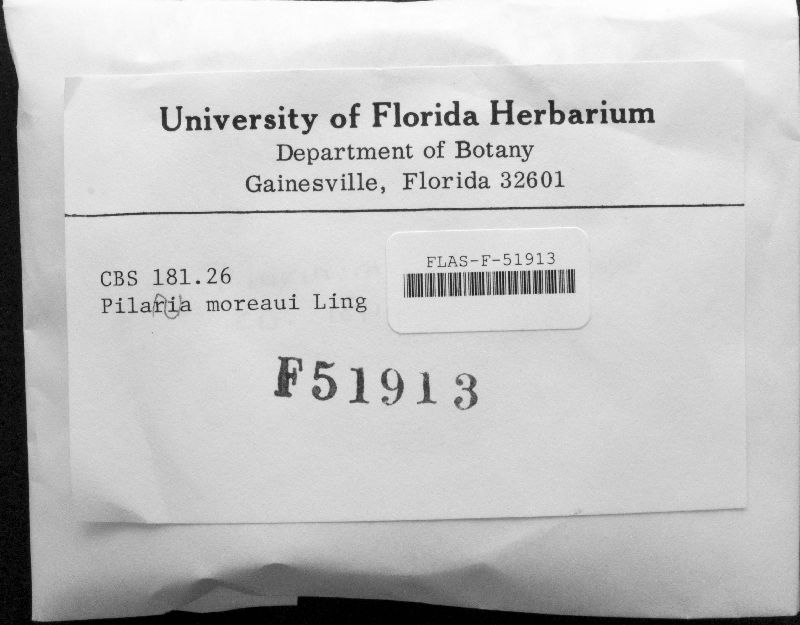 University of Florida Herbarium
Department of Botany
Gainesville, Florida 32601
CBS 181.26
Pilaria moreaui Ling
FLAS-F-51913
F51913